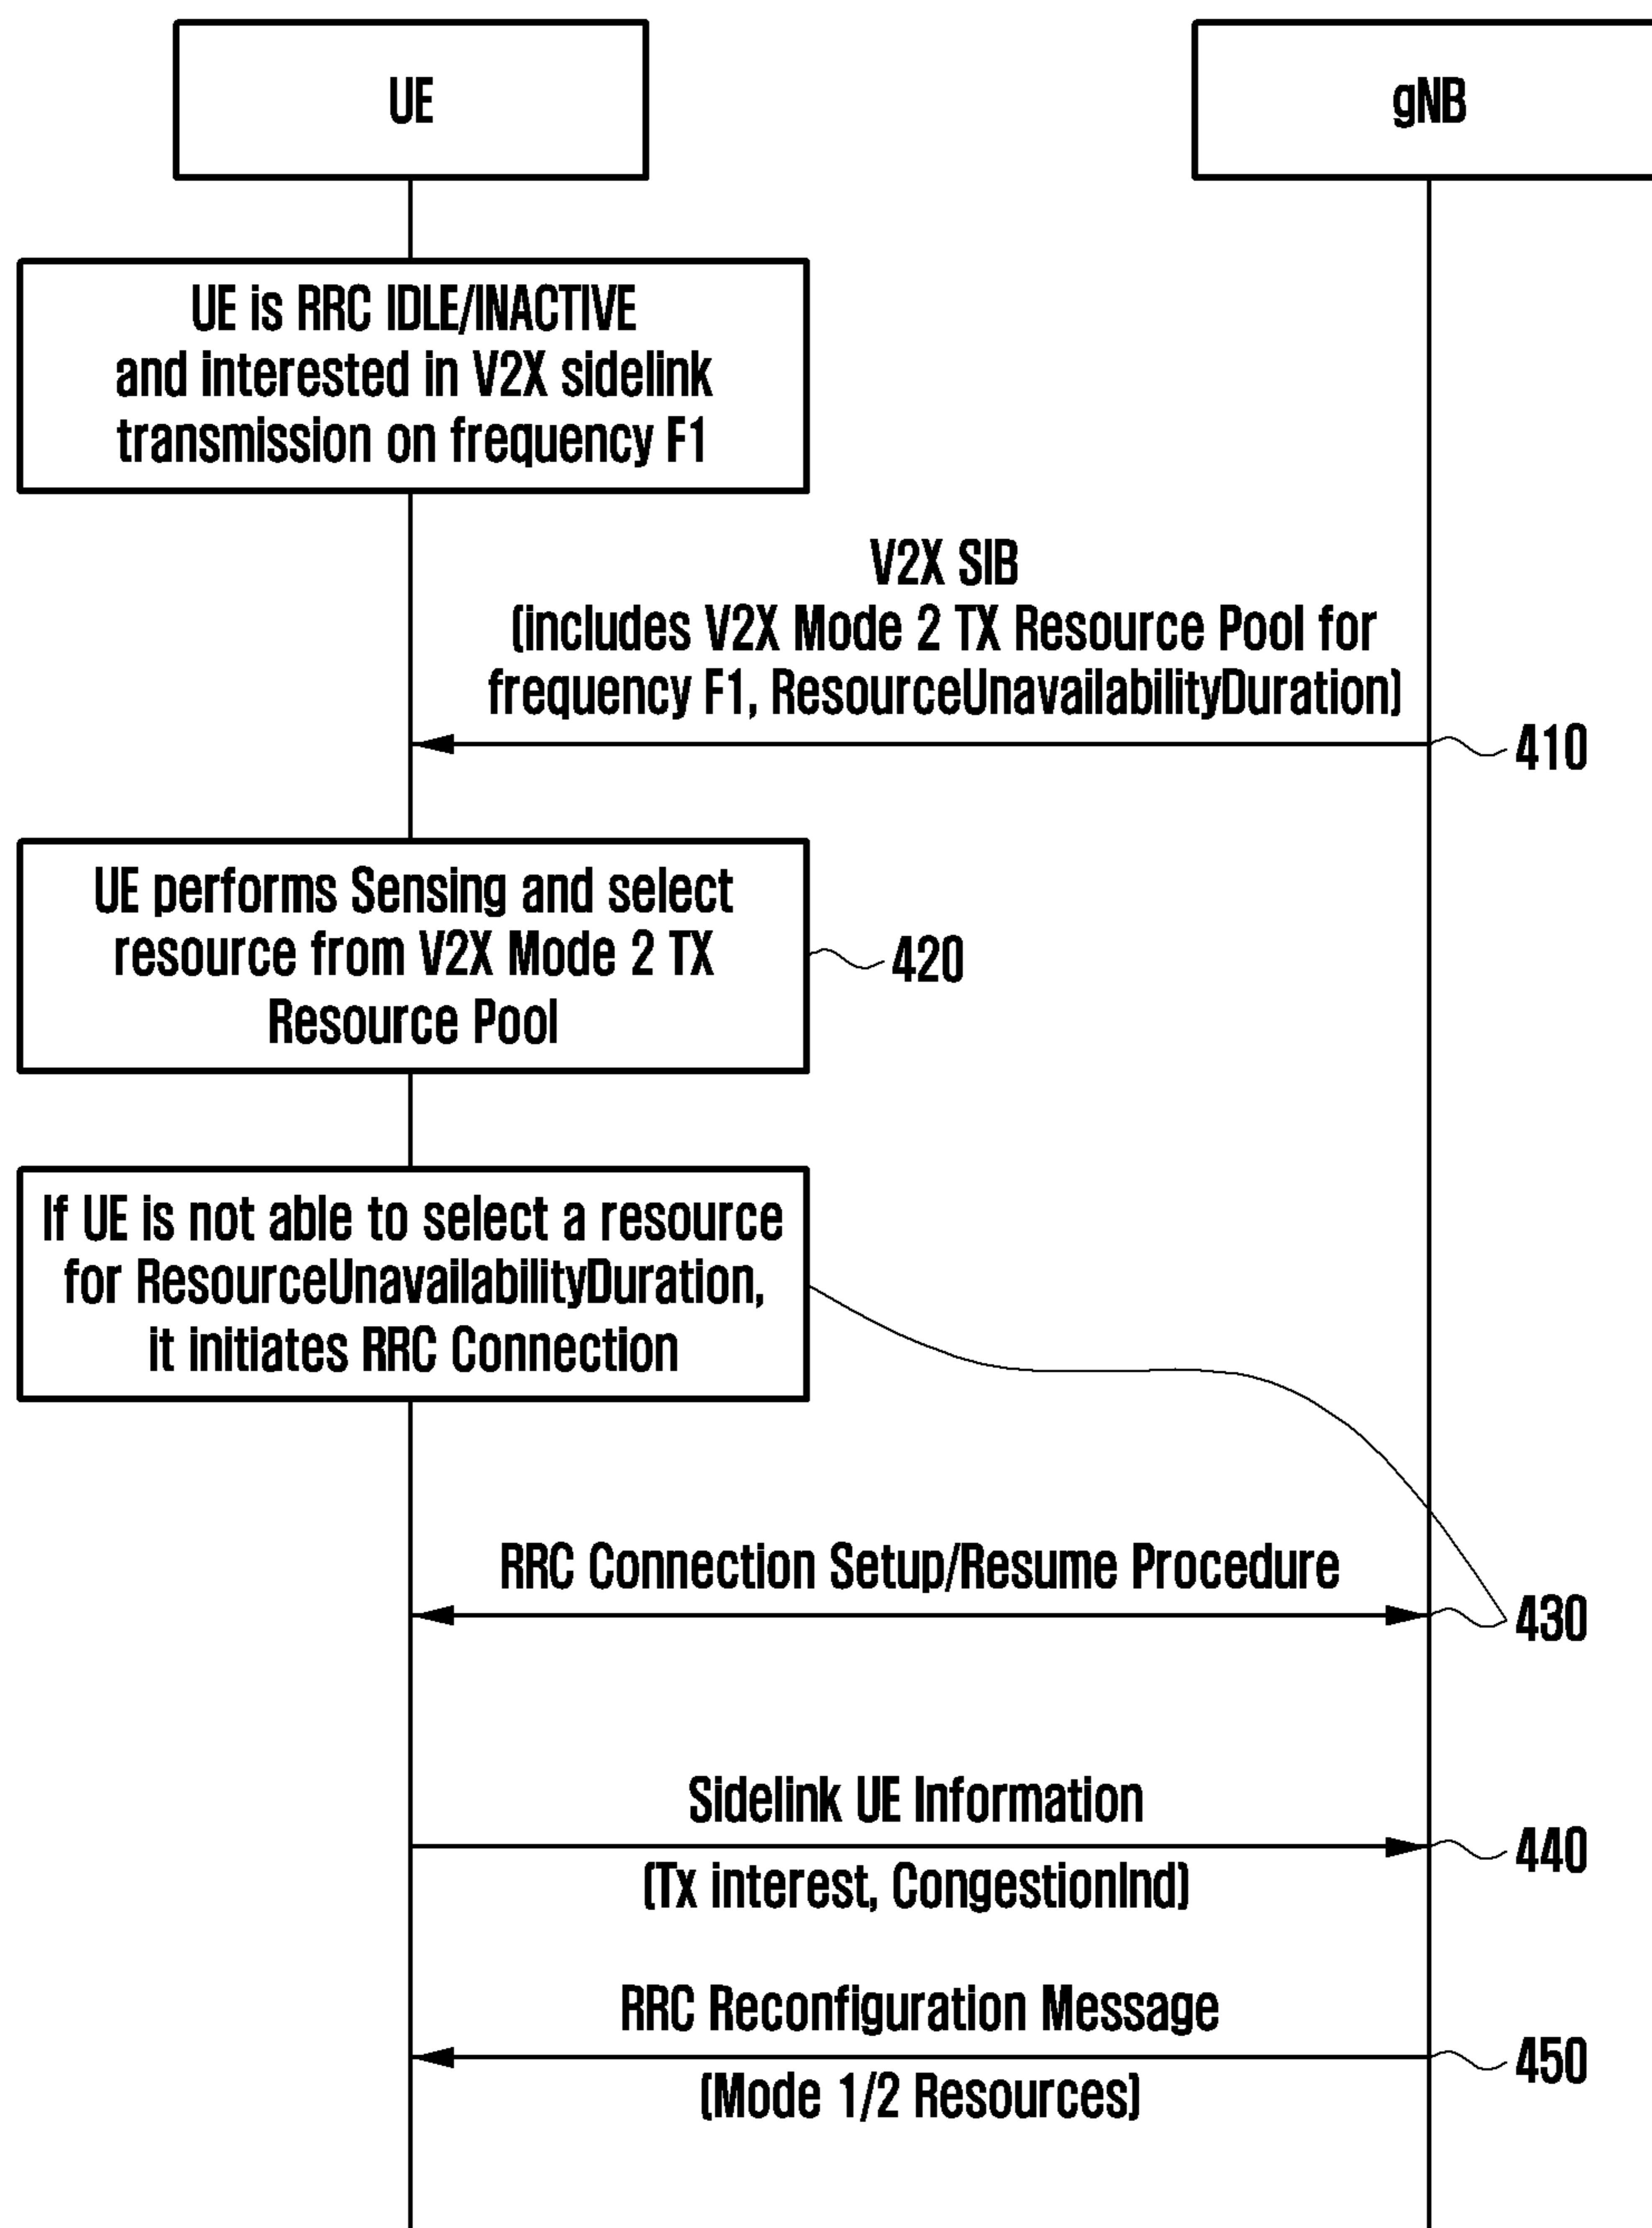 UE
gNB
UE is RRC IDLE/INACTIVE
and interested in V2X sidelink
transmission on frequency F1
V2X SIB
(includes V2X Mode 2 TX Resource Pool for
frequency F1, ResourceUnavailabilityDuration)
410
UE performs Sensing and select
resource from V2X Mode 2 TX
Resource Pool
420
If UE is not able to select a resource
for ResourceUnavailabilityDuration,
it initiates RRC Connection
RRC Connection Setup/Resume Procedure
430
Sidelink UE Information
440
(Tx interest, CongestionInd)
RRC Reconfiguration Message
450
(Mode 1/2 Resources)